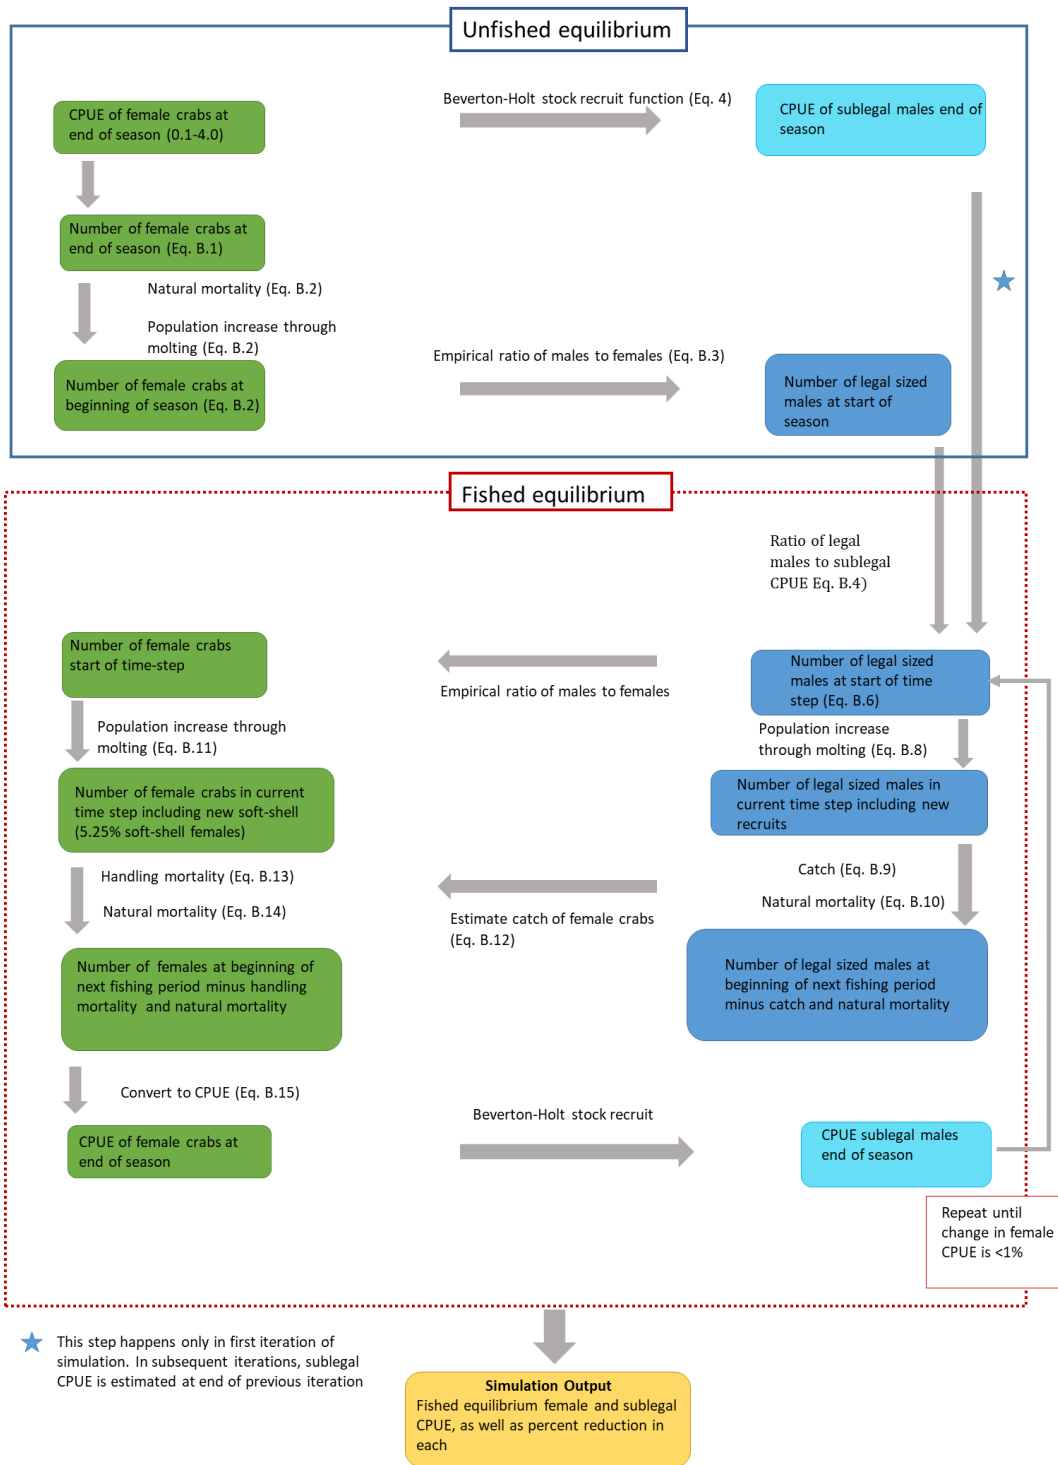 Unfished equilibrium
CPUE of female crabs at
end of season (0.1-4.0)
Beverton-Holt stock recruit function (Eq. 4)
CPUE of sublegal males end of
season
Number of female crabs at
end of season (Eq. B.1)
Natural mortality (Eq. B.2)
Population increase through
molting (Eq. B.2)
Number of female crabs at
beginning of season (Eq. B.2)
Empirical ratio of males to females (Eq. B.3)
Number of legal sized
males at start of
season
Fished equilibrium
Ratio of legal
males to sublegal
CPUE Eq. B.4)
Number of female crabs
start of time-step
Empirical ratio of males to females
Number of legal sized
males at start of time
step (Eq. B.6)
Population increase through
molting (Eq. B.11)
Population increase
through molting (Eq. B.8)
Number of female crabs in current
time step including new soft-shell
(5.25% soft-shell females)
Number of legal sized males in
current time step including new
recruits
Handling mortality (Eq. B.13)
Natural mortality (Eq. B.14)
Estimate catch of female crabs
(Eq. B.12)
Catch (Eq. B.9)
Natural mortality (Eq. B.10)
Number of females at beginning of
next fishing period minus handling
mortality and natural mortality
Number of legal sized males at
beginning of next fishing period
minus catch and natural mortality
Convert to CPUE (Eq. B.15)
CPUE of female crabs at
end of season
Beverton-Holt stock recruit
CPUE sublegal males
end of season
Repeat until
change in female
CPUE is <1%
This step happens only in first iteration of
simulation. In subsequent iterations, sublegal
CPUE is estimated at end of previous iteration
Simulation Output
Fished equilibrium female and sublegal
CPUE, as well as percent reduction in
each